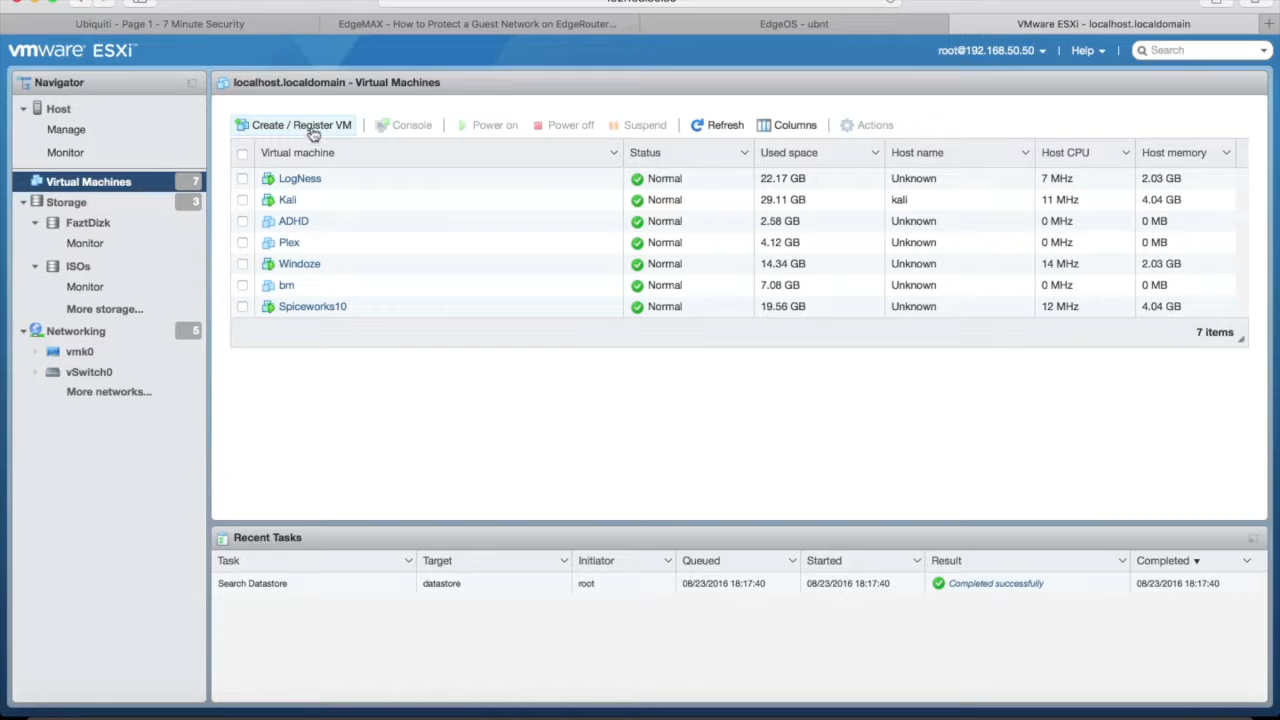 Ubiquiti - Page 1 - 7 Minute Security
EdgeMAX - How to Protect a Guest Network on EdgeRouter...
EdgeOS - ubnt
VMware ESXi - localhost.localdomain
vmware ESXi™
root@192.168.50.50
Help
Search
Navigator
localhost.localdomain - Virtual Machines
Host
Manage
Monitor
Virtual Machines 7
Storage 3
FaztDizk
Monitor
ISOs
Monitor
More storage...
Networking 5
vmk0
vSwitch0
More networks...
Create / Register VM Console Power on Power off Suspend Refresh Columns Actions
Virtual machine Status Used space Host name Host CPU Host memory
LogNess Normal 22.17 GB Unknown 7 MHz 2.03 GB
Kali Normal 29.11 GB kali 11 MHz 4.04 GB
ADHD Normal 2.58 GB Unknown 0 MHz 0 MB
Plex Normal 4.12 GB Unknown 0 MHz 0 MB
Windoze Normal 14.34 GB Unknown 14 MHz 2.03 GB
bm Normal 7.08 GB Unknown 0 MHz 0 MB
Spiceworks10 Normal 19.56 GB Unknown 12 MHz 4.04 GB
7 items
Recent Tasks
Task Target Initiator Queued Started Result Completed
Search Datastore datastore root 08/23/2016 18:17:40 08/23/2016 18:17:40 Completed successfully 08/23/2016 18:17:40